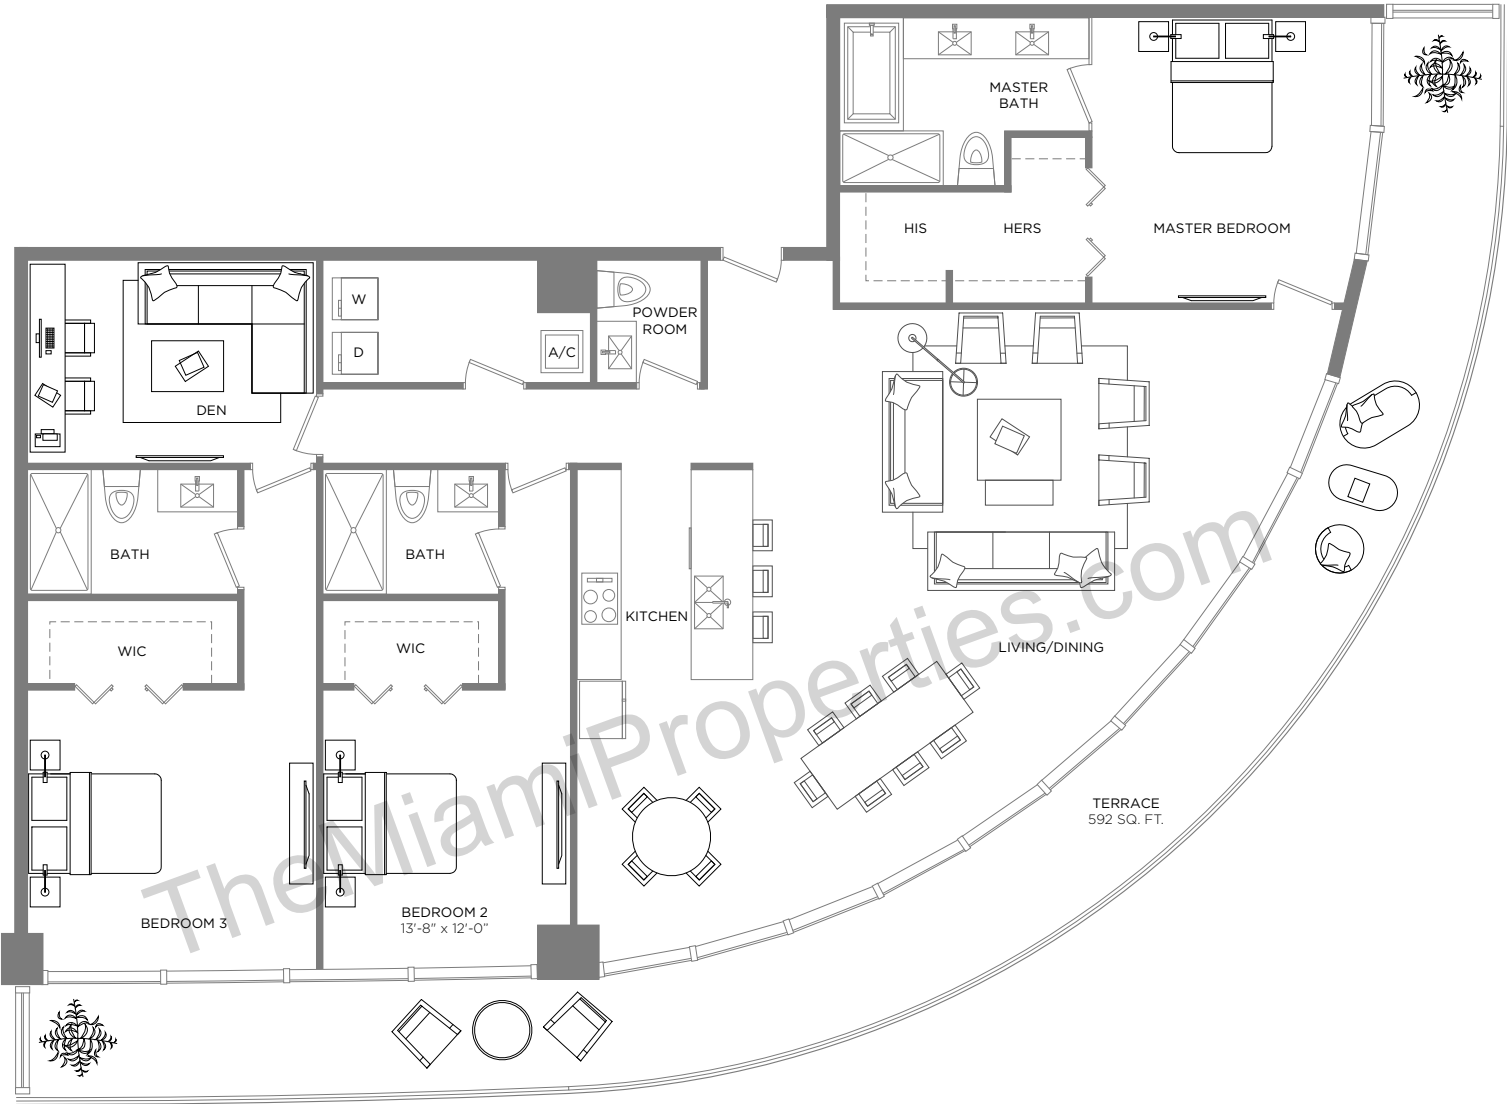 MASTER
BATH
HIS
HERS
MASTER BEDROOM
W
D
A/C
POWDER
ROOM
DEN
BATH
BATH
KITCHEN
WIC
WIC
LIVING/DINING
TERRACE
592 SQ. FT.
BEDROOM 3
BEDROOM 2
13'-8" x 12'-0"
TheMiamiProperties.com